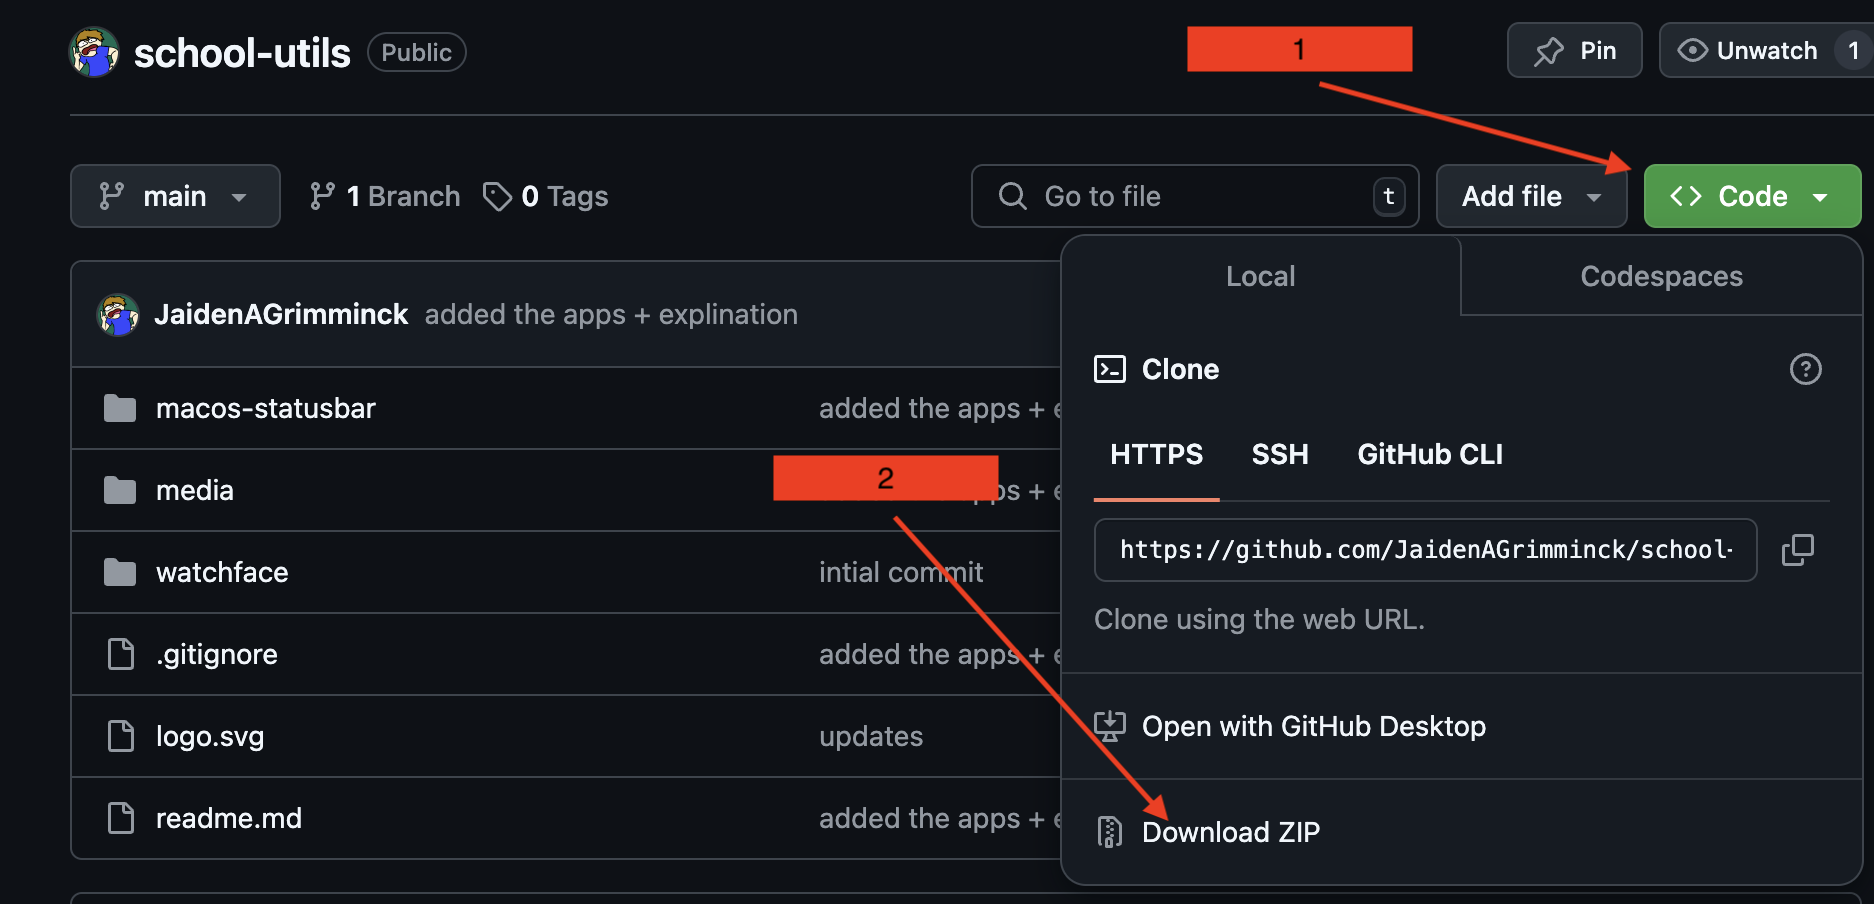 school-utils Public
1
Pin
Unwatch 1
main
1 Branch
0 Tags
Go to file t
Add file
<> Code
JaidenAGrimminck added the apps + explination
macos-statusbar added the apps +
media
watchface intial commit
.gitignore added the apps +
logo.svg updates
readme.md added the apps +
2
Local
Codespaces
Clone
?
HTTPS
SSH
GitHub CLI
https://github.com/JaidenAGrimminck/school-
Clone using the web URL.
Open with GitHub Desktop
Download ZIP